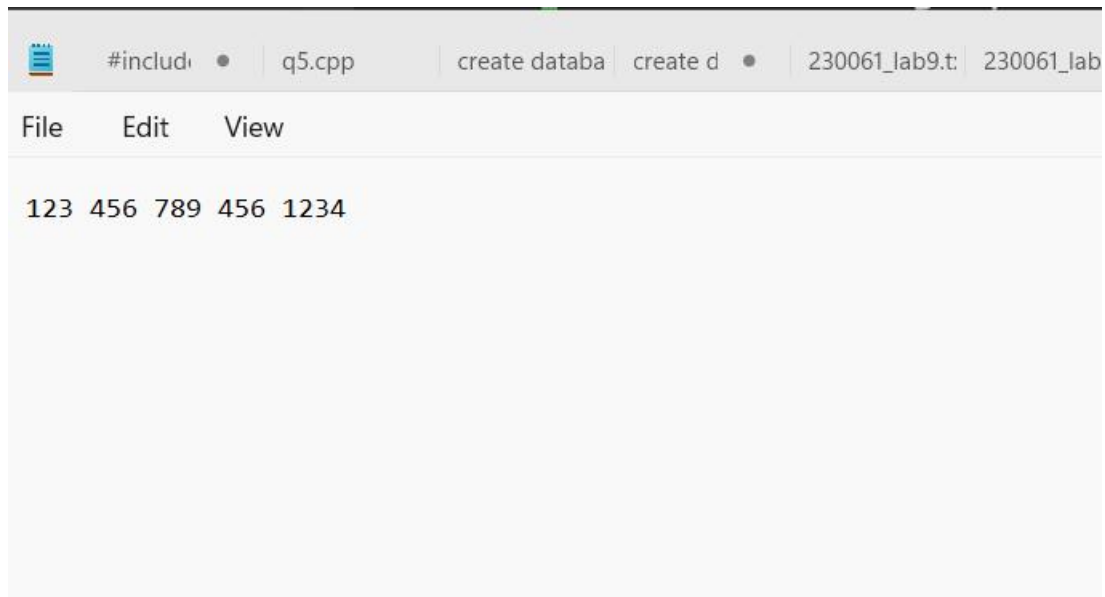 #includ q5.cpp create databa create d 230061_lab9.t 230061_lab
File Edit View
123 456 789 456 1234